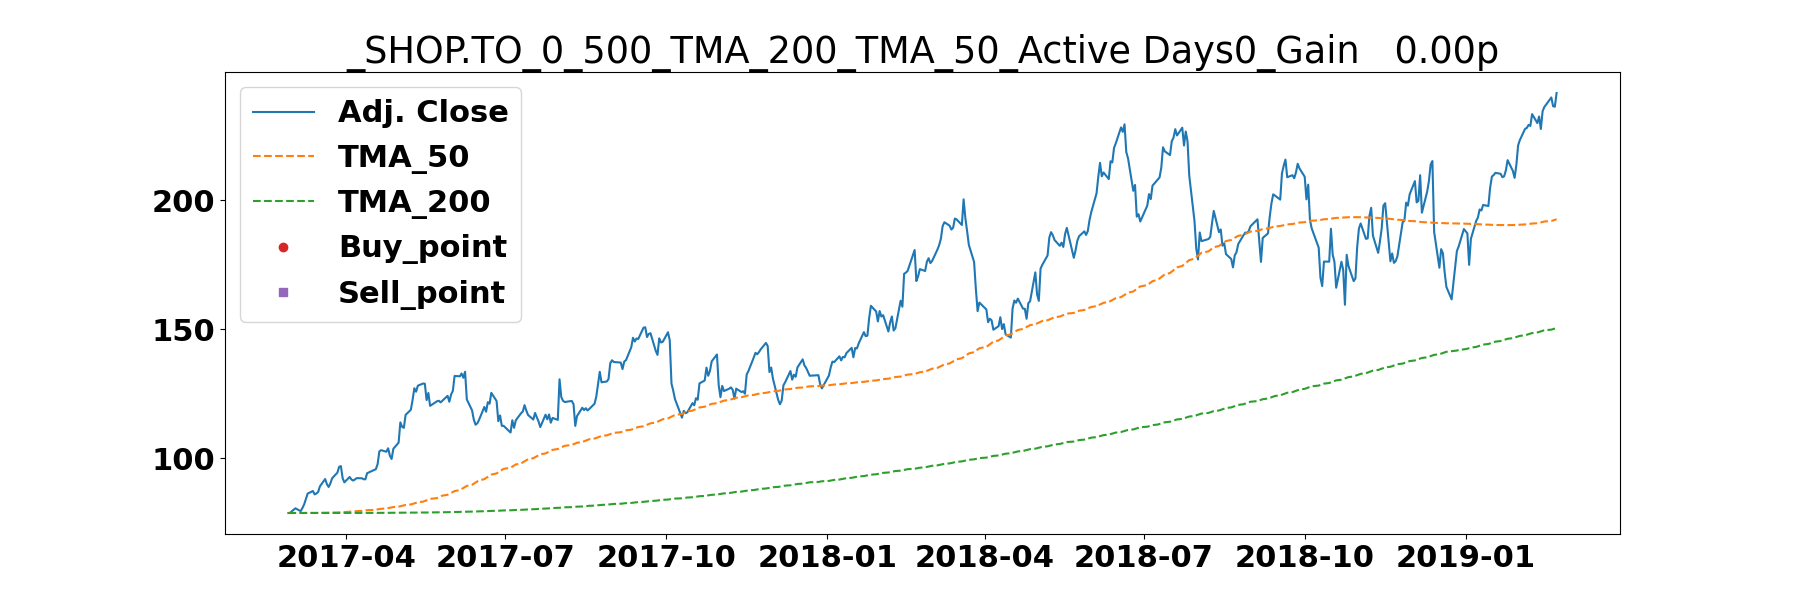 _SHOP.TO_0_500_TMA_200_TMA_50_Active Days0_Gain   0.00p
Adj. Close
TMA_50
TMA_200
Buy_point
Sell_point
200
150
100
2017-04 2017-07 2017-10 2018-01 2018-04 2018-07 2018-10 2019-01